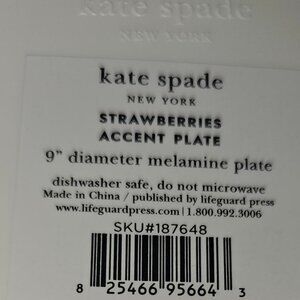 kate spade
NEW YORK
kate spade
NEW YORK
STRAWBERRIES
ACCENT PLATE
9" diameter melamine plate
dishwasher safe, do not microwave
Made in China / published by lifeguard press
www.lifeguardpress.com | 1.800.992.3006
SKU#187648
8 25466 95664 3